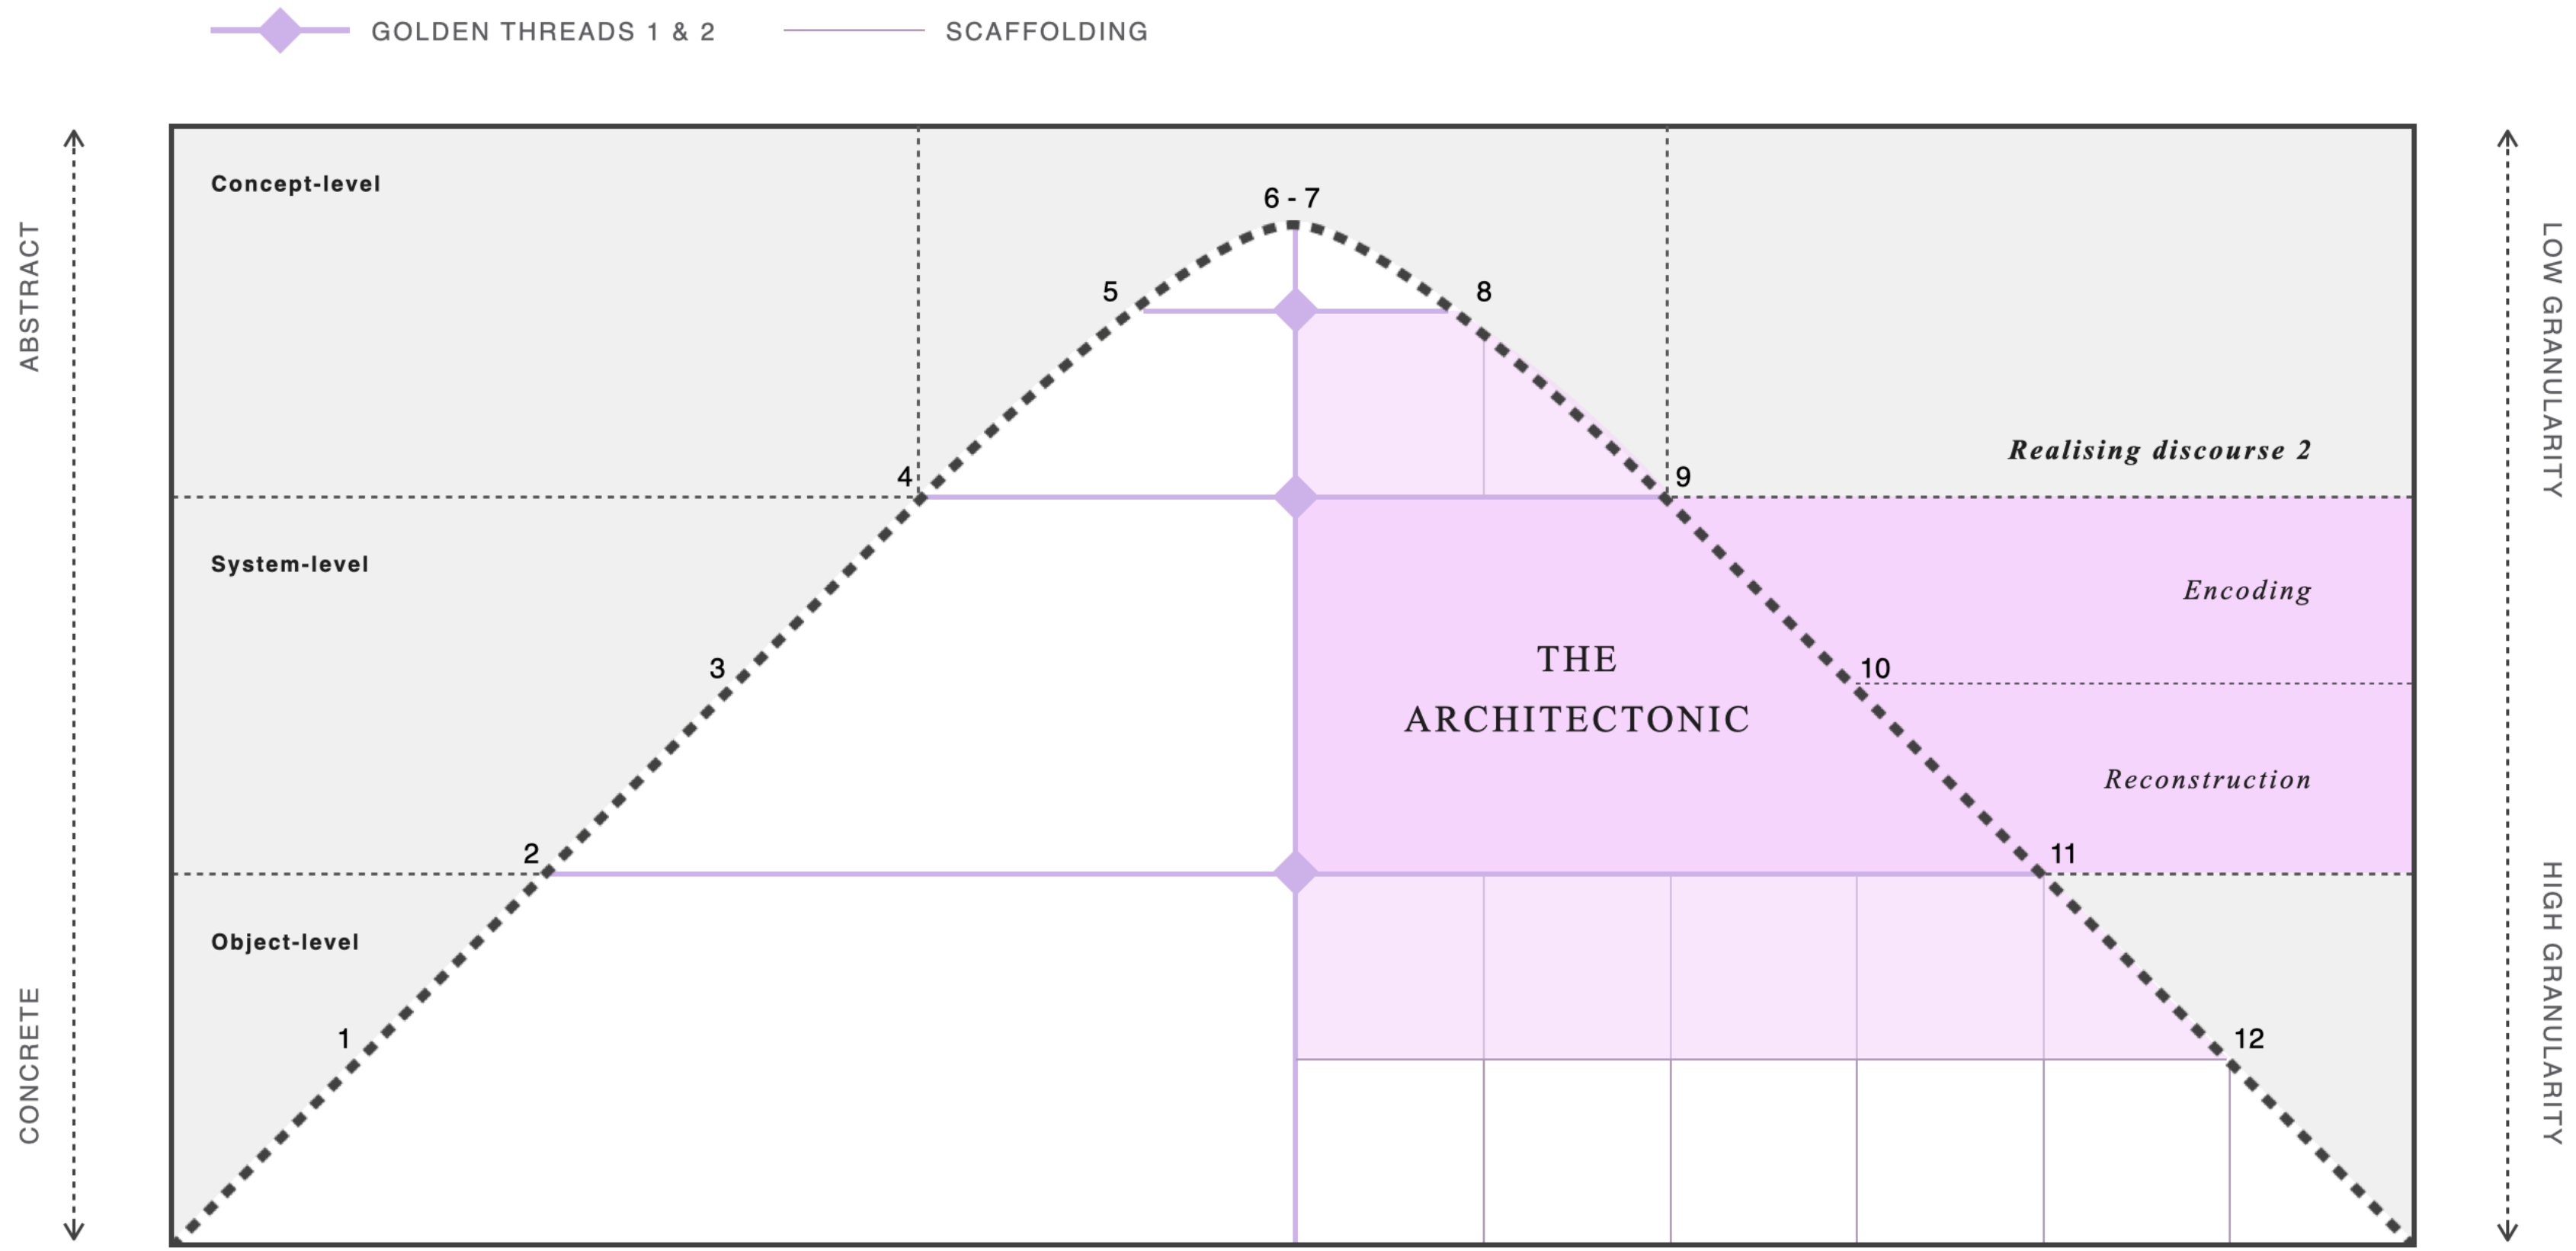 GOLDEN THREADS 1 & 2
SCAFFOLDING
Concept-level
6 - 7
5
8
ABSTRACT
LOW GRANULARITY
Realising discourse 2
4
9
System-level
Encoding
3
10
THE
ARCHITECTONIC
Reconstruction
2
11
Object-level
1
12
CONCRETE
HIGH GRANULARITY